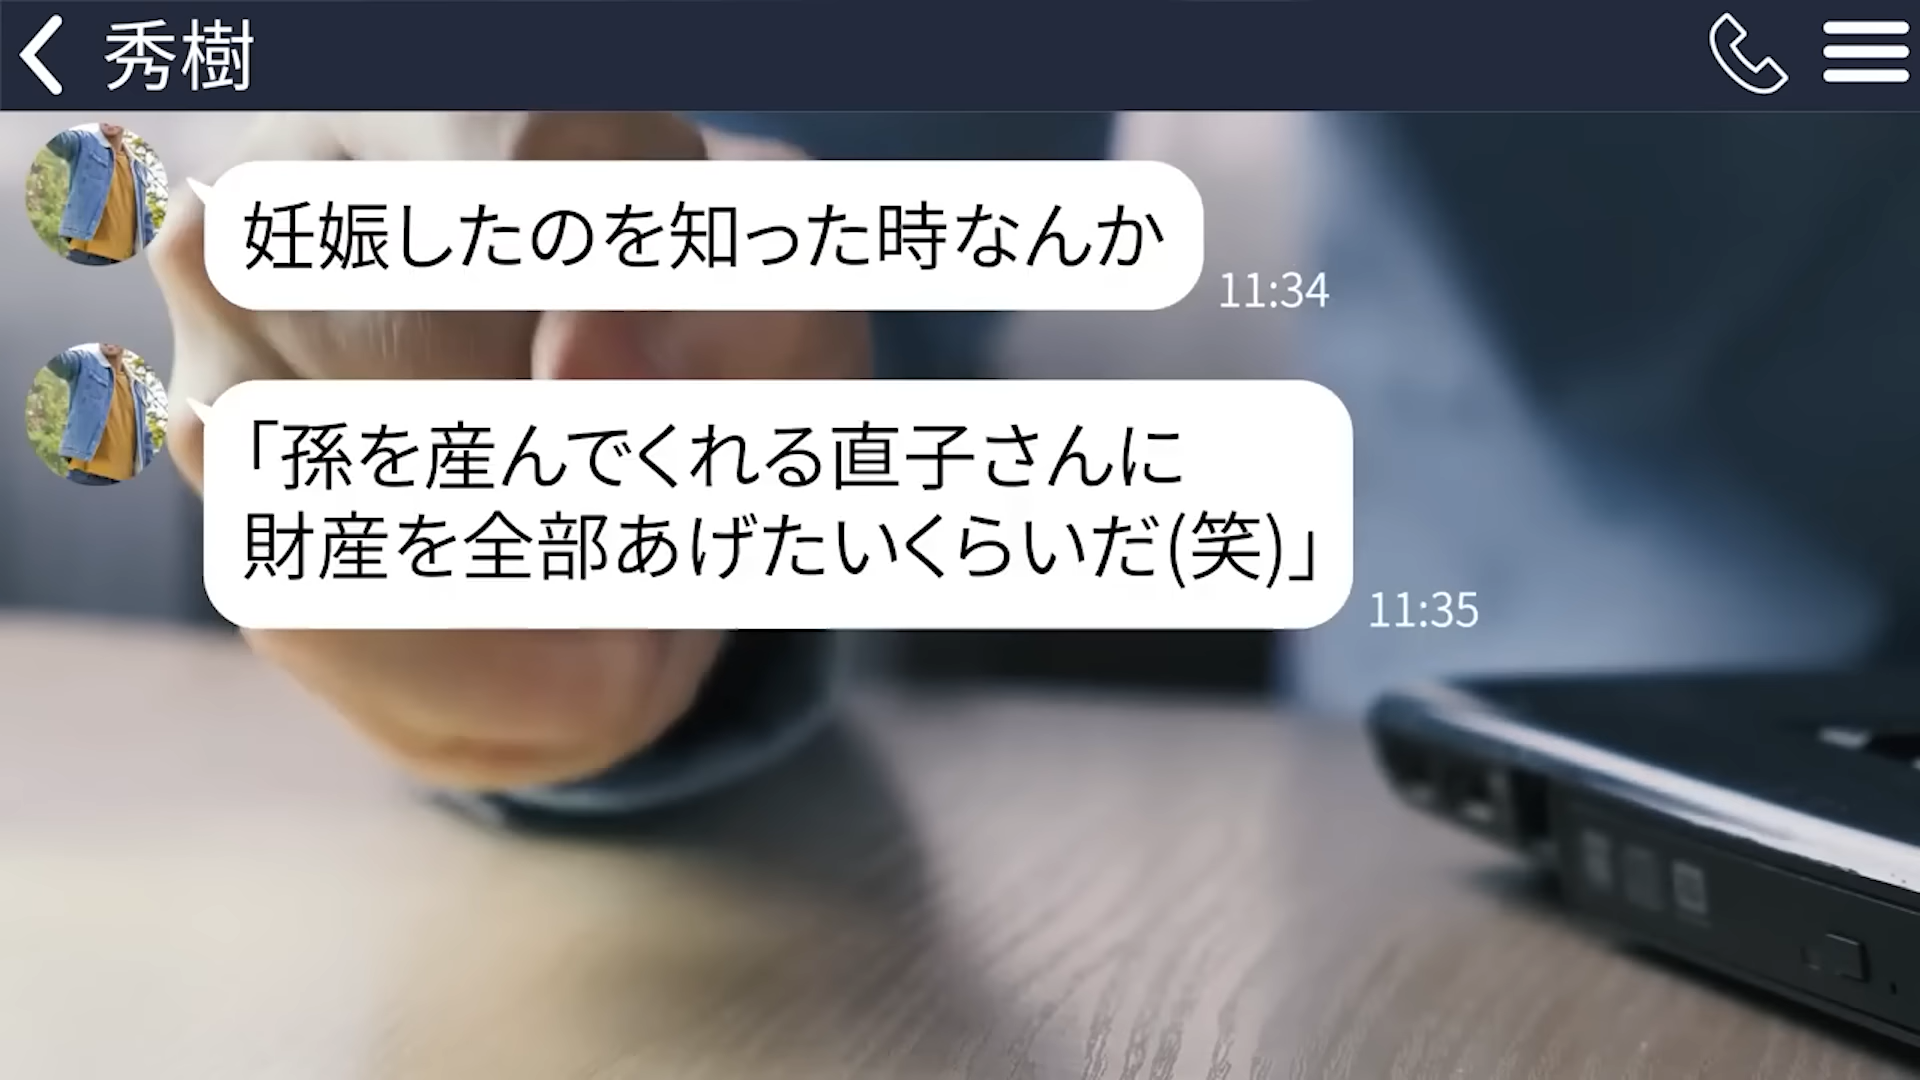 秀樹
妊娠したのを知った時なんか
11:34
「孫を産んでくれる直子さんに
財産を全部あげたいくらいだ(笑)」
11:35